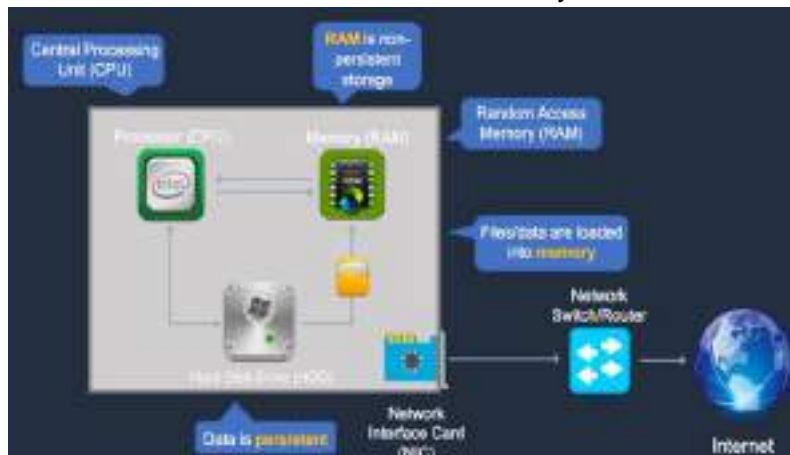 Central Processing
Unit (CPU)
RAM is non-
persistent
storage
Processor (CPU)
Memory (RAM)
Random Access
Memory (RAM)
intel
Files/data are loaded
into memory
Network
Switch/Router
Hard Disk Drive (HDD)
Data is persistent
Network
Interface Card
(NIC)
Internet